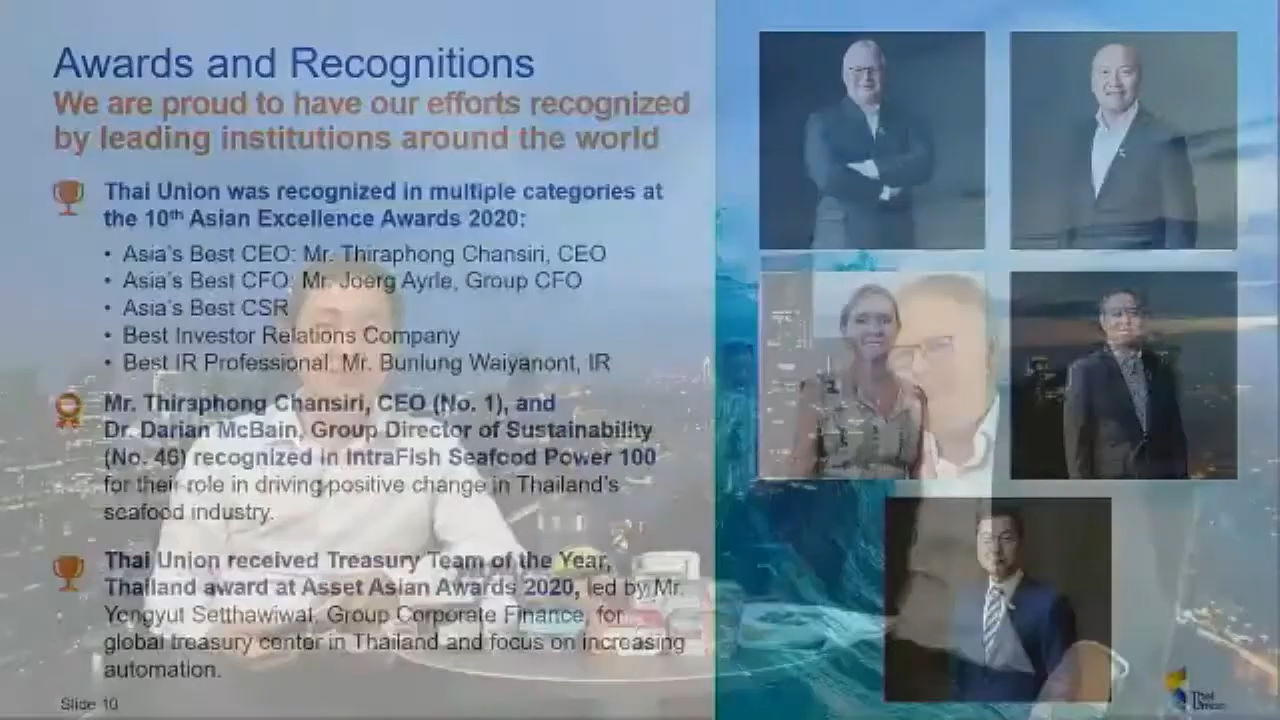 Awards and Recognitions
We are proud to have our efforts recognized
by leading institutions around the world
Thai Union was recognized in multiple categories at
the 10th Asian Excellence Awards 2020:
• Asia's Best CEO: Mr. Thiraphong Chansiri, CEO
• Asia's Best CFO: Mr. Joerg Ayrle, Group CFO
• Asia's Best CSR
• Best Investor Relations Company
• Best IR Professional: Mr. Bunlung Waiyanont, IR
Mr. Thiraphong Chansiri, CEO (No. 1), and
Dr. Darian McBain, Group Director of Sustainability
(No. 46) recognized in IntraFish Seafood Power 100
for their role in driving positive change in Thailand's
seafood industry.
Thai Union received Treasury Team of the Year,
Thailand award at Asset Asian Awards 2020, led by Mr.
Yongyut Setthawiwat, Group Corporate Finance, for
global treasury center in Thailand and focus on increasing
automation.
Slide 10
Thai
Union